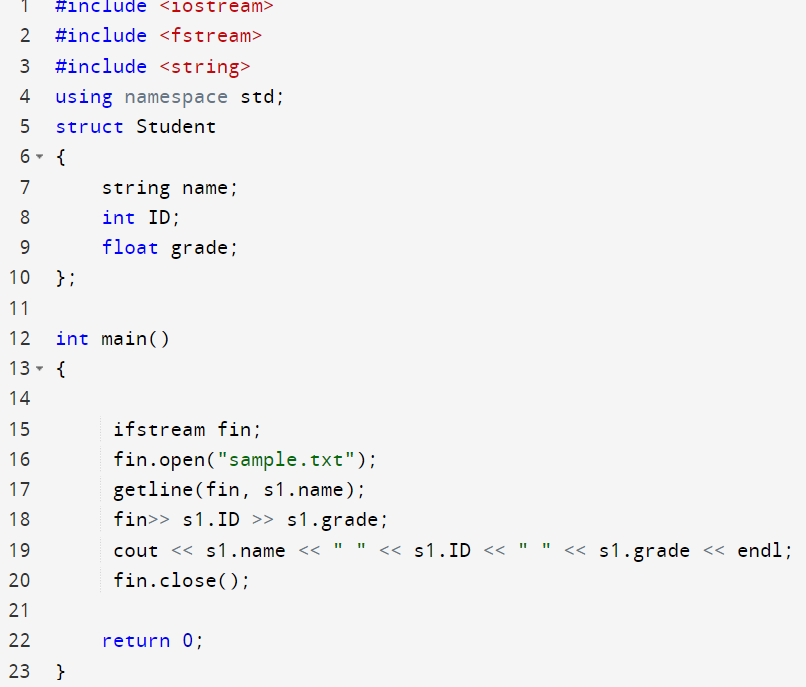 1 #include <iostream>
2 #include <fstream>
3 #include <string>
4 using namespace std;
5 struct Student
6 {
7 string name;
8 int ID;
9 float grade;
10 };
11
12 int main()
13 {
14
15 ifstream fin;
16 fin.open("sample.txt");
17 getline(fin, s1.name);
18 fin>> s1.ID >> s1.grade;
19 cout << s1.name << " " << s1.ID << " " << s1.grade << endl;
20 fin.close();
21
22 return 0;
23 }